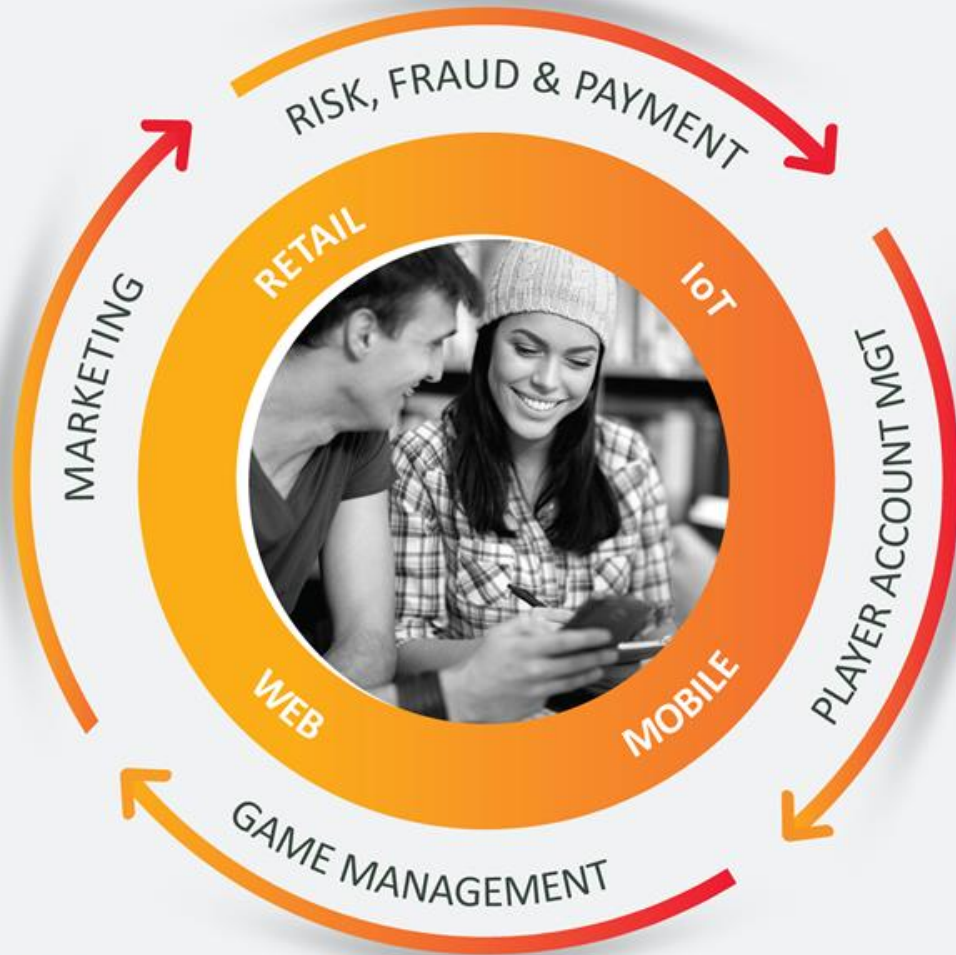 RISK, FRAUD & PAYMENT
PLAYER ACCOUNT MGT
GAME MANAGEMENT
MARKETING
RETAIL
IoT
MOBILE
WEB